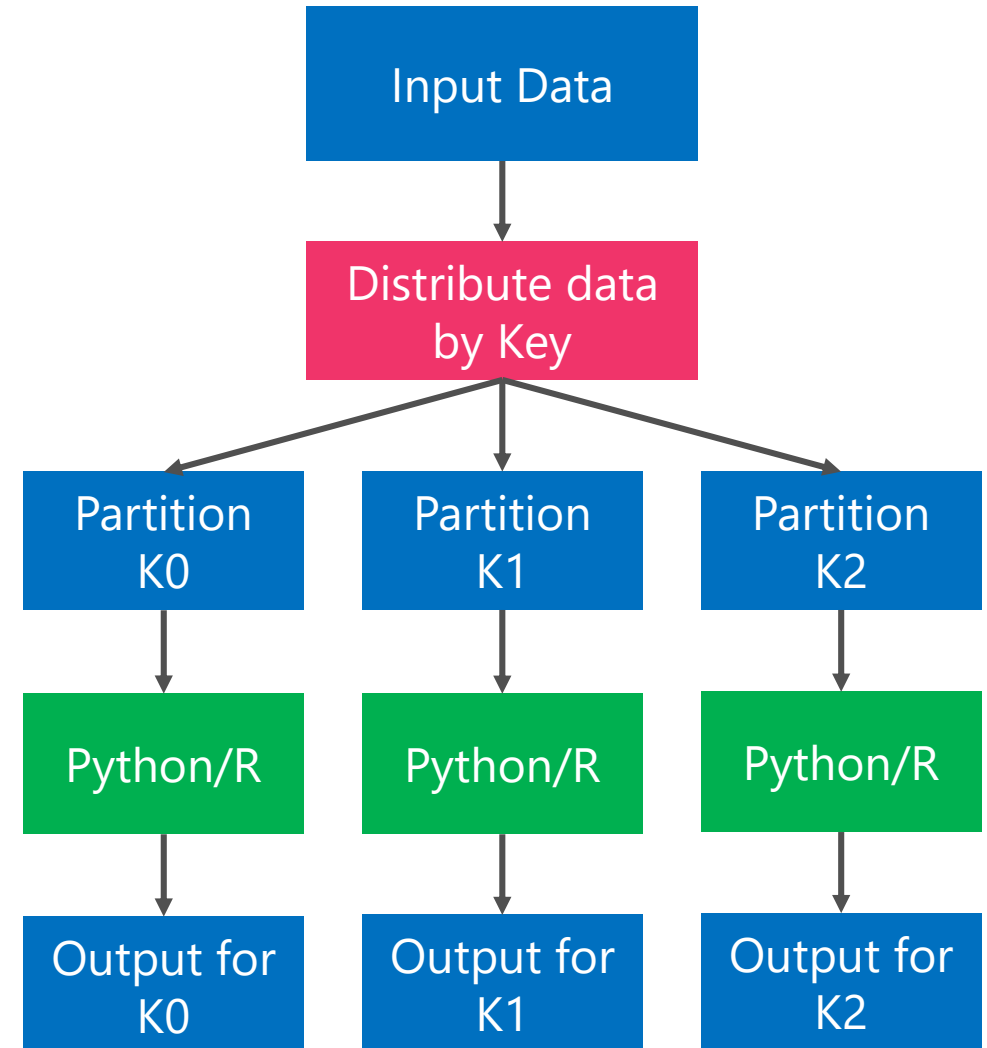 Input Data
Distribute data
by Key
Partition
K0
Partition
K1
Partition
K2
Python/R
Python/R
Python/R
Output for
K0
Output for
K1
Output for
K2